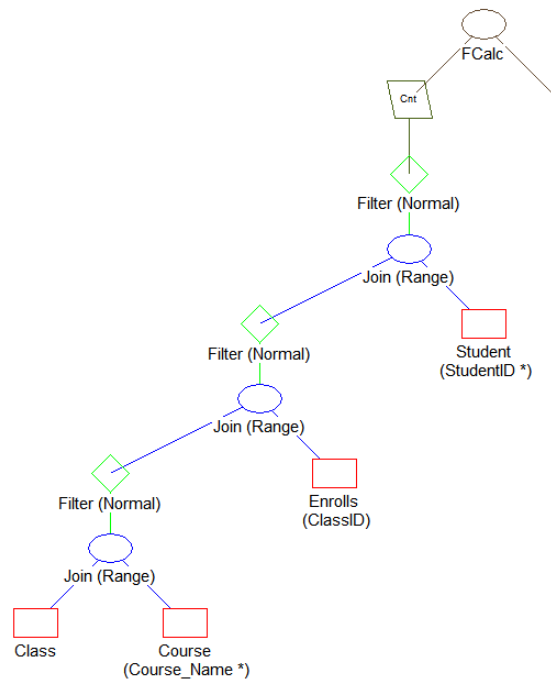 FCalc
Cnt
Filter (Normal)
Join (Range)
Student
(StudentID *)
Filter (Normal)
Join (Range)
Enrolls
(ClassID)
Filter (Normal)
Join (Range)
Class
Course
(Course_Name *)